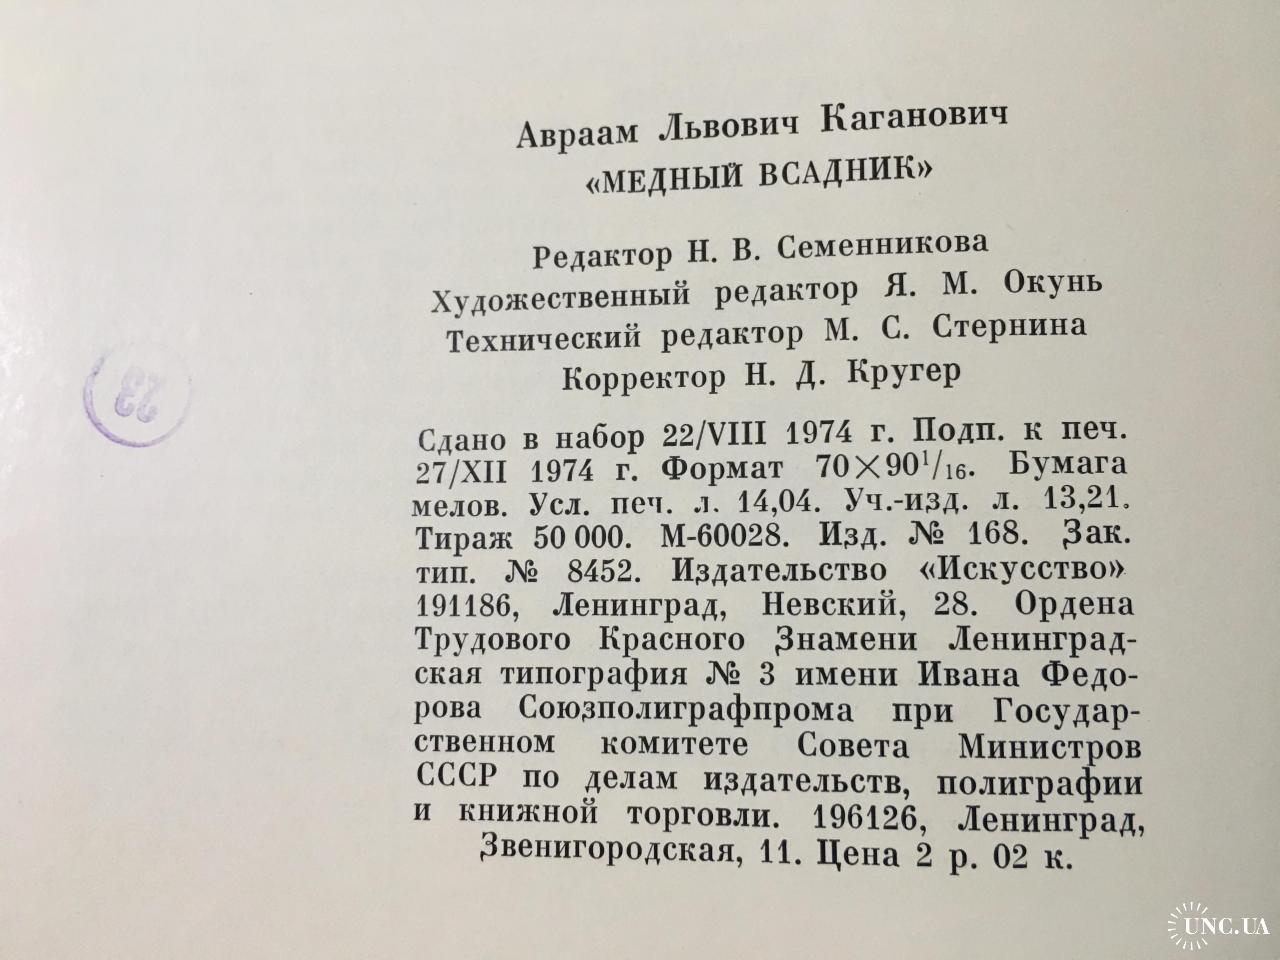 Авраам Львович Каганович
«МЕДНЫЙ ВСАДНИК»
Редактор Н. В. Семенникова
Художественный редактор Я. М. Окунь
Технический редактор М. С. Стернина
Корректор Н. Д. Кругер
23
Сдано в набор 22/VIII 1974 г. Подп. к печ.
27/XII 1974 г. Формат 70×90¹/₁₆. Бумага
мелов. Усл. печ. л. 14,04. Уч.-изд. л. 13,21.
Тираж 50 000. М-60028. Изд. № 168. Зак.
тип. № 8452. Издательство «Искусство»
191186, Ленинград, Невский, 28. Ордена
Трудового Красного Знамени Ленинград-
ская типография № 3 имени Ивана Федо-
рова Союзполиграфпрома при Государ-
ственном комитете Совета Министров
СССР по делам издательств, полиграфии
и книжной торговли. 196126, Ленинград,
Звенигородская, 11. Цена 2 р. 02 к.
UNC.UA